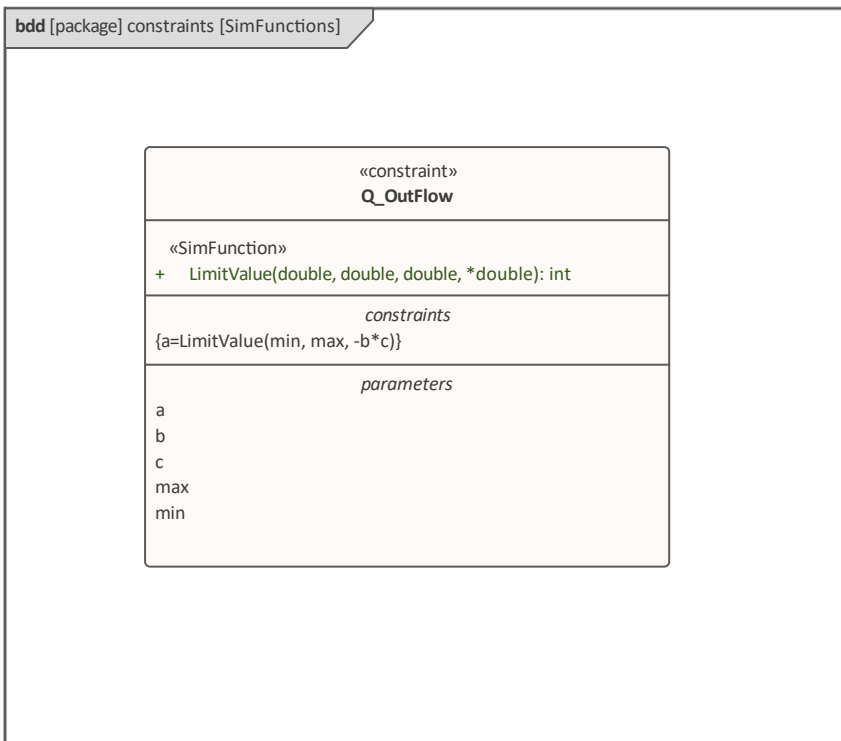 bdd [package] constraints [SimFunctions]
«constraint»
Q_OutFlow
«SimFunction»
+ LimitValue(double, double, double, *double): int
constraints
{a=LimitValue(min, max, -b*c)}
parameters
a
b
c
max
min